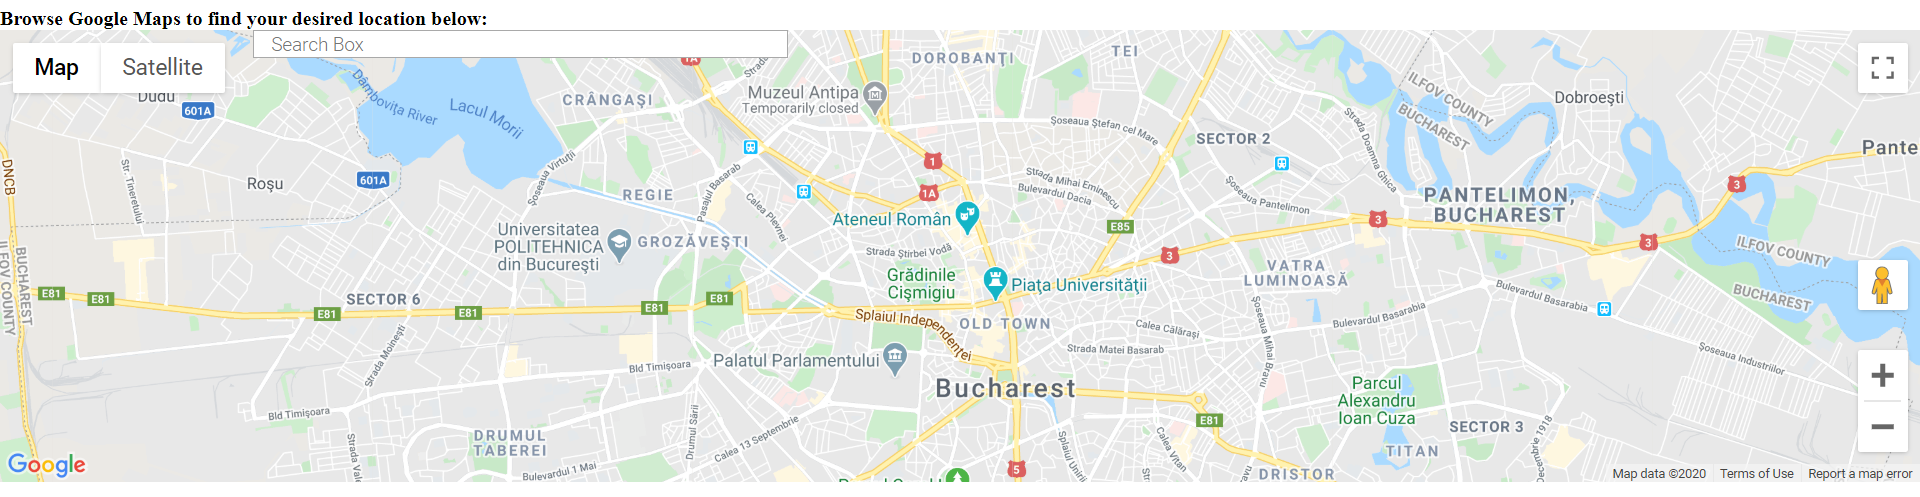 Browse Google Maps to find your desired location below:
Map
Satellite
Search Box
1A
DOROBANȚI
TEI
Dudu
601A
Dâmbovița River
Lacul Morii
CRÂNGAȘI
Muzeul Antipa
Temporarily closed
Șoseaua Ștefan cel Mare
SECTOR 2
Strada Doamna Ghica
ILFOV COUNTY
BUCHAREST
Dobroești
Pante
DNCB
Str. Tineretului
Roșu
601A
Șoseaua Virtuții
REGIE
Pasajul Basarab
Calea Plevnei
1
1A
Strada Mihai Eminescu
Bulevardul Dacia
Șoseaua Pantelimon
3
PANTELIMON,
BUCHAREST
3
Ateneul Român
E85
Universitatea
POLITEHNICA
din București
GROZĂVEȘTI
Strada Știrbei Vodă
3
3
ILFOV COUNTY
BUCHAREST
ILFOV COUNTY
BUCHAREST
Grădinile
Cișmigiu
Piața Universității
VATRA
LUMINOASĂ
Bulevardul Basarabia
E81
E81
SECTOR 6
E81
E81
E81
E81
Splaiul Independenței
OLD TOWN
Calea Călărași
Bulevardul Basarabia
Șoseaua Mihai Bravu
Strada Moinești
Bld Timișoara
Palatul Parlamentului
Strada Matei Basarab
Șoseaua Industriilor
Bucharest
Parcul
Alexandru
Ioan Cuza
Bld Timișoara
Drumul Sării
Calea 13 Septembrie
E81
SECTOR 3
DRUMUL
TABEREI
Strada Valea
Bulevardul 1 Mai
5
Splaiul Unirii
Calea Vitan
DRISTOR
TITAN
Decembrie 1918
Google
Map data ©2020
Terms of Use
Report a map error